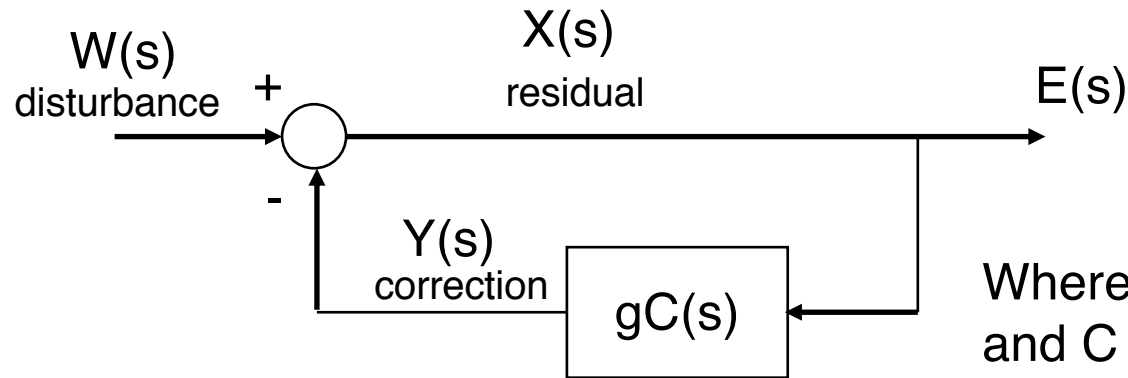 W(s)
disturbance
+
X(s)
residual
E(s)
-
Y(s)
correction
gC(s)
Where
and C